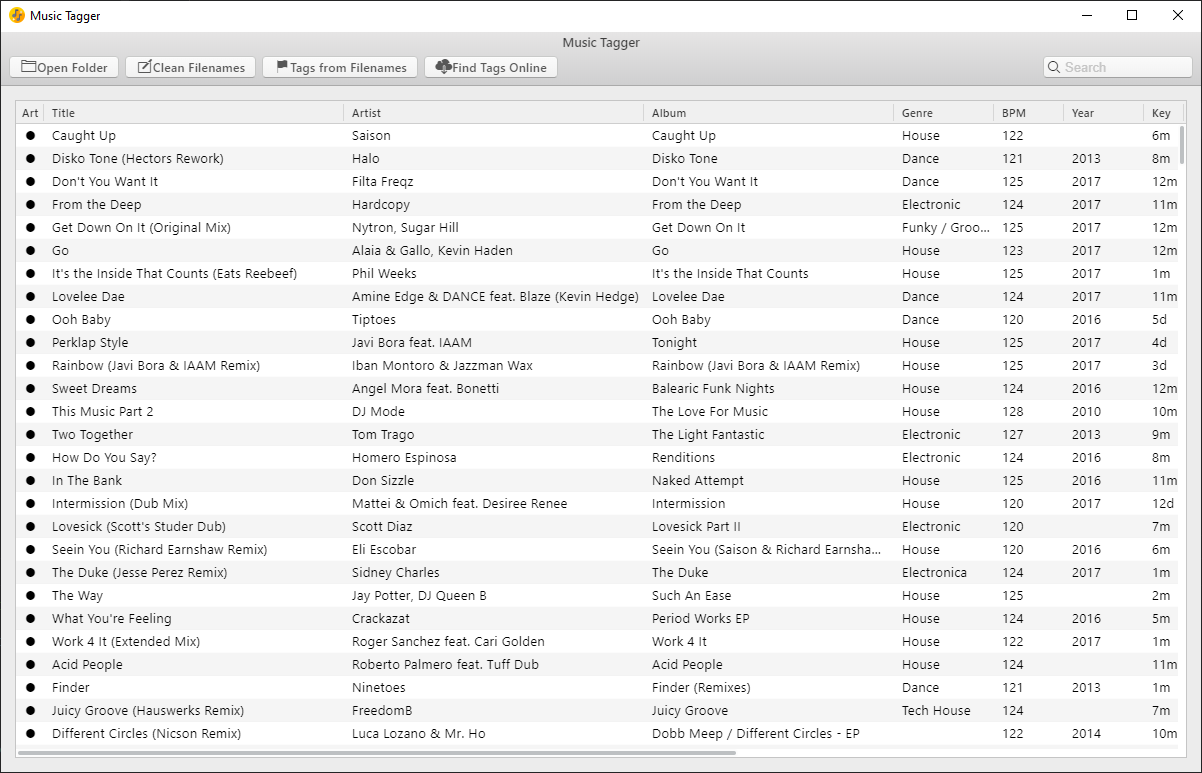 Music Tagger
Music Tagger
Open Folder Clean Filenames Tags from Filenames Find Tags Online Search
Art Title Artist Album Genre BPM Year Key
Caught Up Saison Caught Up House 122 6m
Disko Tone (Hectors Rework) Halo Disko Tone Dance 121 2013 8m
Don't You Want It Filta Freqz Don't You Want It Dance 125 2017 12m
From the Deep Hardcopy From the Deep Electronic 124 2017 11m
Get Down On It (Original Mix) Nytron, Sugar Hill Get Down On It Funky / Groo... 125 2017 12m
Go Alaia & Gallo, Kevin Haden Go House 123 2017 12m
It's the Inside That Counts (Eats Reebeef) Phil Weeks It's the Inside That Counts House 125 2017 1m
Lovelee Dae Amine Edge & DANCE feat. Blaze (Kevin Hedge) Lovelee Dae Dance 124 2017 11m
Ooh Baby Tiptoes Ooh Baby Dance 120 2016 5d
Perklap Style Javi Bora feat. IAAM Tonight House 125 2017 4d
Rainbow (Javi Bora & IAAM Remix) Iban Montoro & Jazzman Wax Rainbow (Javi Bora & IAAM Remix) House 125 2017 3d
Sweet Dreams Angel Mora feat. Bonetti Balearic Funk Nights House 124 2016 12m
This Music Part 2 DJ Mode The Love For Music House 128 2010 10m
Two Together Tom Trago The Light Fantastic Electronic 127 2013 9m
How Do You Say? Homero Espinosa Renditions Electronic 124 2016 8m
In The Bank Don Sizzle Naked Attempt House 125 2016 11m
Intermission (Dub Mix) Mattei & Omich feat. Desiree Renee Intermission House 120 2017 12d
Lovesick (Scott's Studer Dub) Scott Diaz Lovesick Part II Electronic 120 7m
Seein You (Richard Earnshaw Remix) Eli Escobar Seein You (Saison & Richard Earnsha... House 120 2016 6m
The Duke (Jesse Perez Remix) Sidney Charles The Duke Electronica 124 2017 1m
The Way Jay Potter, DJ Queen B Such An Ease House 125 2m
What You're Feeling Crackazat Period Works EP House 124 2016 5m
Work 4 It (Extended Mix) Roger Sanchez feat. Cari Golden Work 4 It House 122 2017 1m
Acid People Roberto Palmero feat. Tuff Dub Acid People House 124 11m
Finder Ninetoes Finder (Remixes) Dance 121 2013 1m
Juicy Groove (Hauswerks Remix) FreedomB Juicy Groove Tech House 124 7m
Different Circles (Nicson Remix) Luca Lozano & Mr. Ho Dobb Meep / Different Circles - EP 122 2014 10m